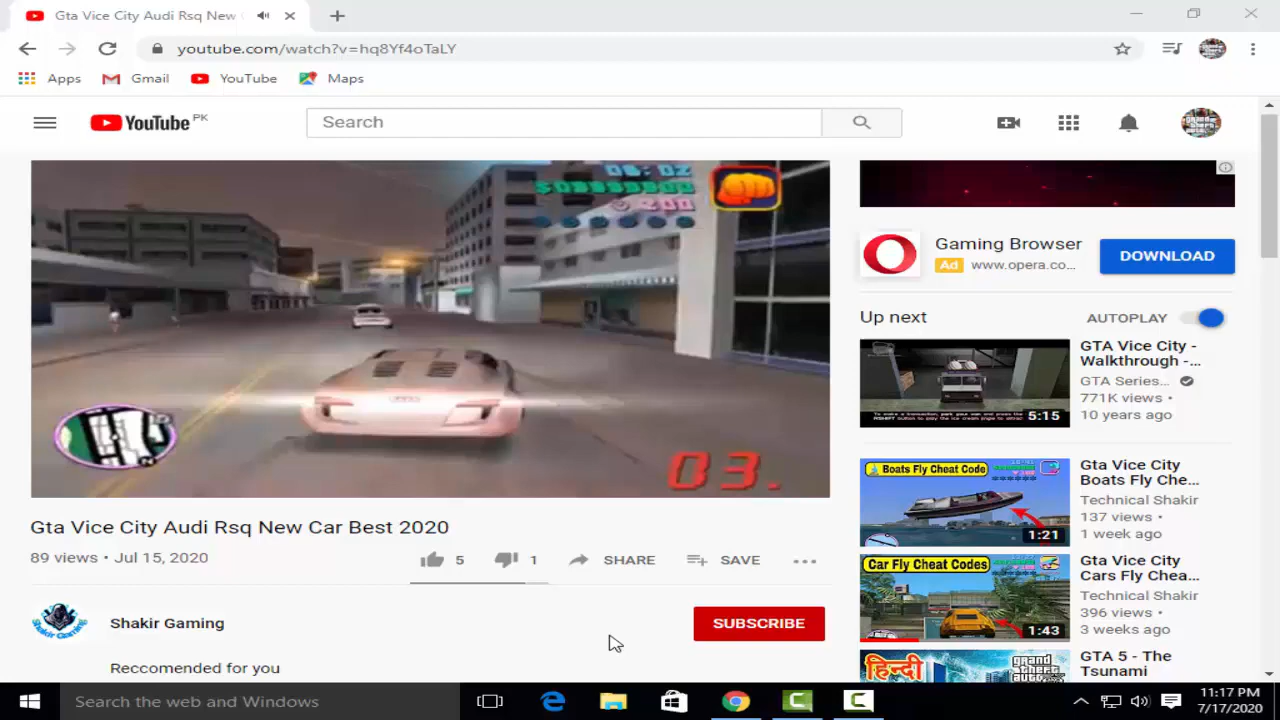 Gta Vice City Audi Rsq New
youtube.com/watch?v=hq8Yf4oTaLY
Apps
Gmail
YouTube
Maps
YouTube PK
Search
200
03.
Gaming Browser
Ad www.opera.co...
DOWNLOAD
Up next
AUTOPLAY
GTA Vice City -
Walkthrough -...
GTA Series...
771K views •
10 years ago
5:15
Boats Fly Cheat Code
1:21
Gta Vice City
Boats Fly Che...
Technical Shakir
137 views •
1 week ago
Car Fly Cheat Codes
1:43
Gta Vice City
Cars Fly Chea...
Technical Shakir
396 views •
3 weeks ago
हिन्दी
grand
theft
auto
GTA 5 - The
Tsunami
Gta Vice City Audi Rsq New Car Best 2020
89 views • Jul 15, 2020
5
1
SHARE
SAVE
Shakir Gaming
Shakir Gaming
SUBSCRIBE
Reccomended for you
Search the web and Windows
11:17 PM
7/17/2020